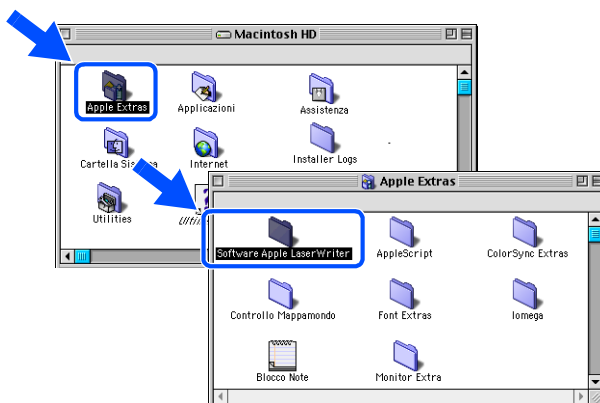 Macintosh HD
Apple Extras
Applicazioni
Assistenza
Cartella
Internet
Installer Logs
Utilities
Apple Extras
Software Apple LaserWriter
AppleScript
ColorSync Extras
Controllo Mappamondo
Font Extras
Iomega
Blocco Note
Monitor Extra